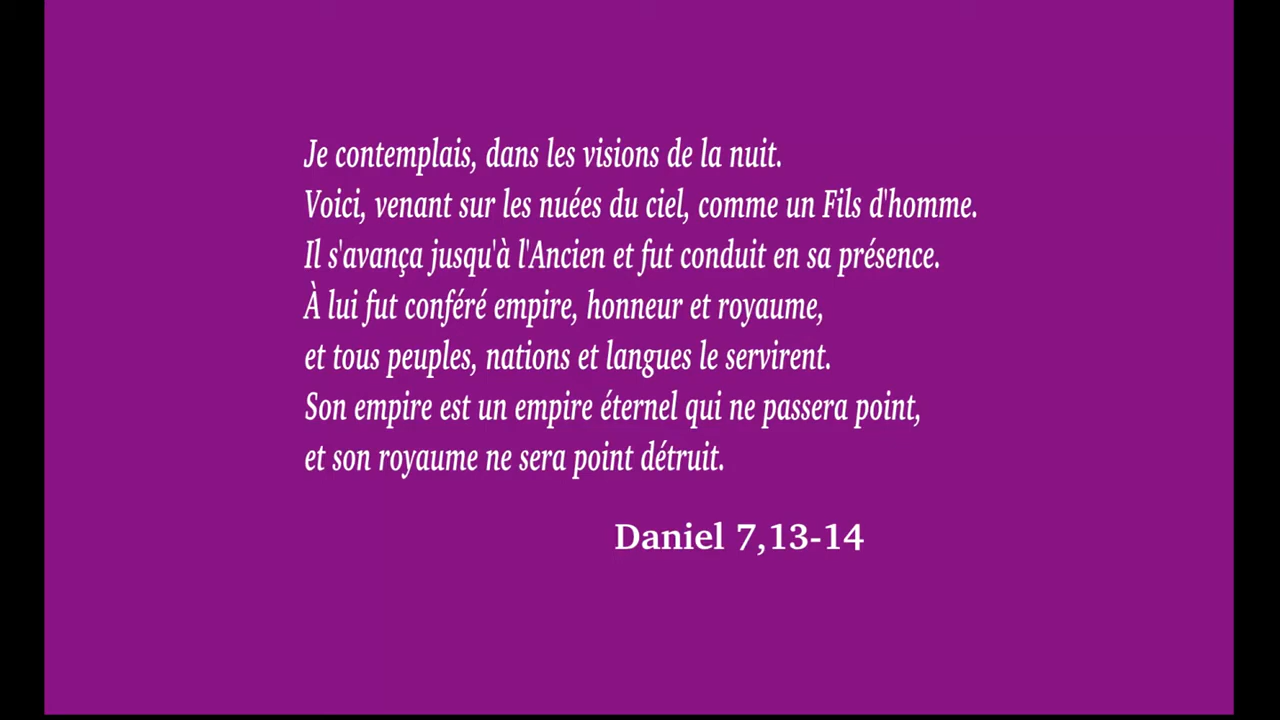 Je contemplais, dans les visions de la nuit.
Voici, venant sur les nuées du ciel, comme un Fils d'homme.
Il s'avança jusqu'à l'Ancien et fut conduit en sa présence.
À lui fut conféré empire, honneur et royaume,
et tous peuples, nations et langues le servirent.
Son empire est un empire éternel qui ne passera point,
et son royaume ne sera point détruit.
Daniel 7,13-14